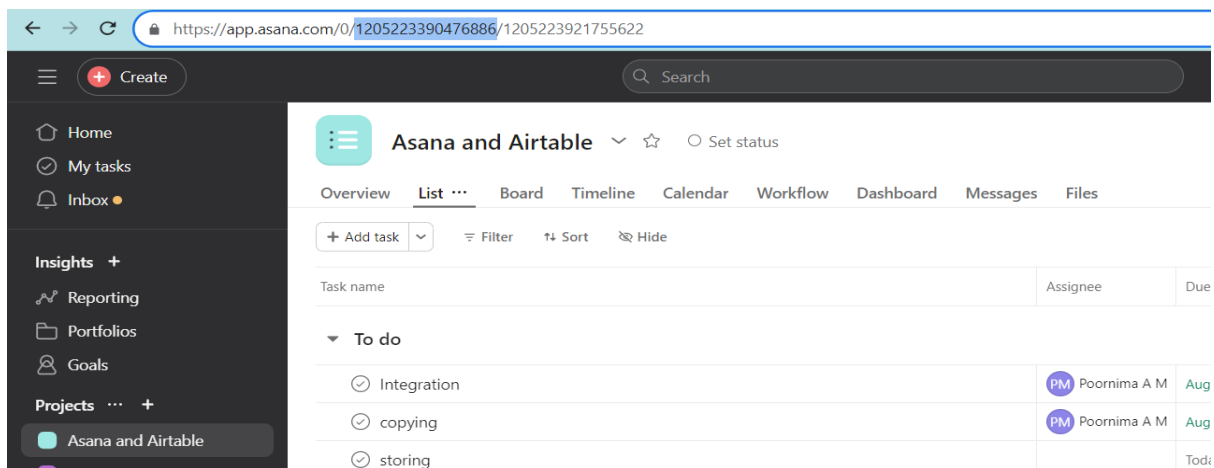 https://app.asana.com/0/1205223390476886/1205223921755622
Create
Search
Home
My tasks
Inbox
Insights +
Reporting
Portfolios
Goals
Projects ... +
Asana and Airtable
Asana and Airtable
Set status
Overview List ... Board Timeline Calendar Workflow Dashboard Messages Files
+ Add task Filter Sort Hide
Task name Assignee Due
To do
Integration PM Poornima A M Aug
copying PM Poornima A M Aug
storing Toda